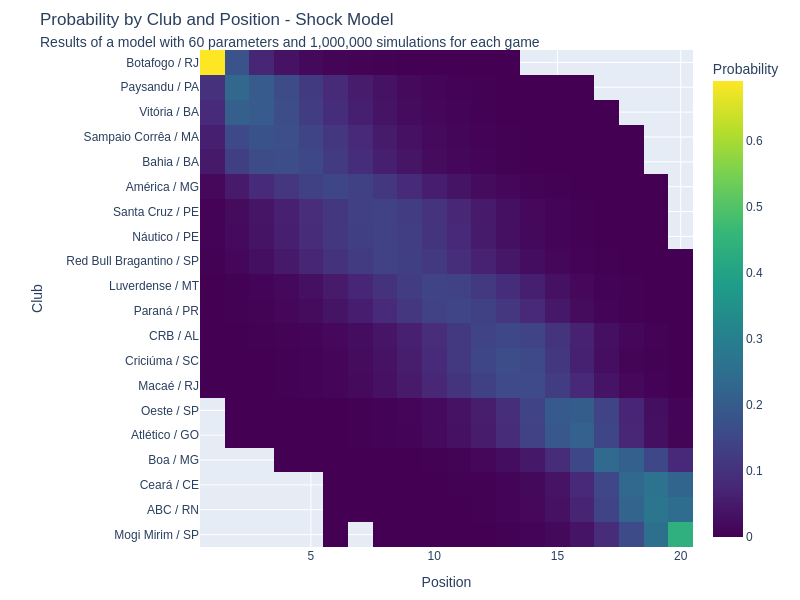 Probability by Club and Position - Shock Model
Results of a model with 60 parameters and 1,000,000 simulations for each game
Probability
Botafogo / RJ
Paysandu / PA
Vitória / BA
Sampaio Corrêa / MA
Bahia / BA
América / MG
Santa Cruz / PE
Náutico / PE
Red Bull Bragantino / SP
Luverdense / MT
Paraná / PR
CRB / AL
Criciúma / SC
Macaé / RJ
Oeste / SP
Atlético / GO
Boa / MG
Ceará / CE
ABC / RN
Mogi Mirim / SP
Club
0.6
0.5
0.4
0.3
0.2
0.1
0
5 10 15 20
Position